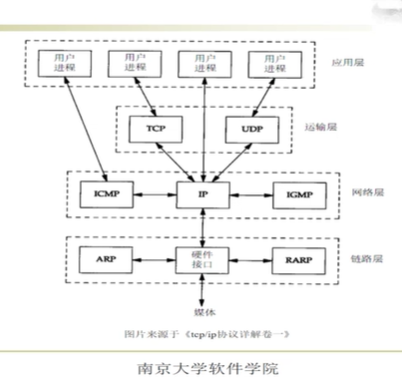 用户 用户 用户 用户
进程 进程 进程 进程
应用层
TCP UDP 运输层
ICMP IP IGMP 网络层
ARP 硬件接口 RARP 链路层
媒体
图片来源于《tcp/ip协议详解卷一》
南京大学软件学院